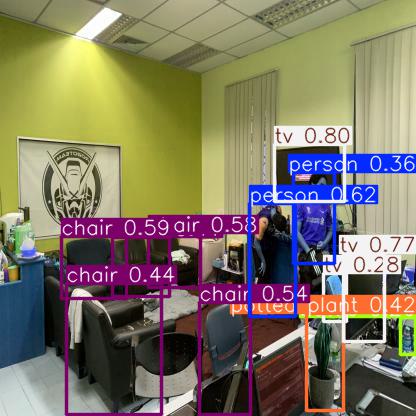 tv 0.80
person 0.36
person 0.62
chair 0.59
air 0.58
tv 0.77
tv 0.28
chair 0.44
chair 0.54
potted plant 0.42